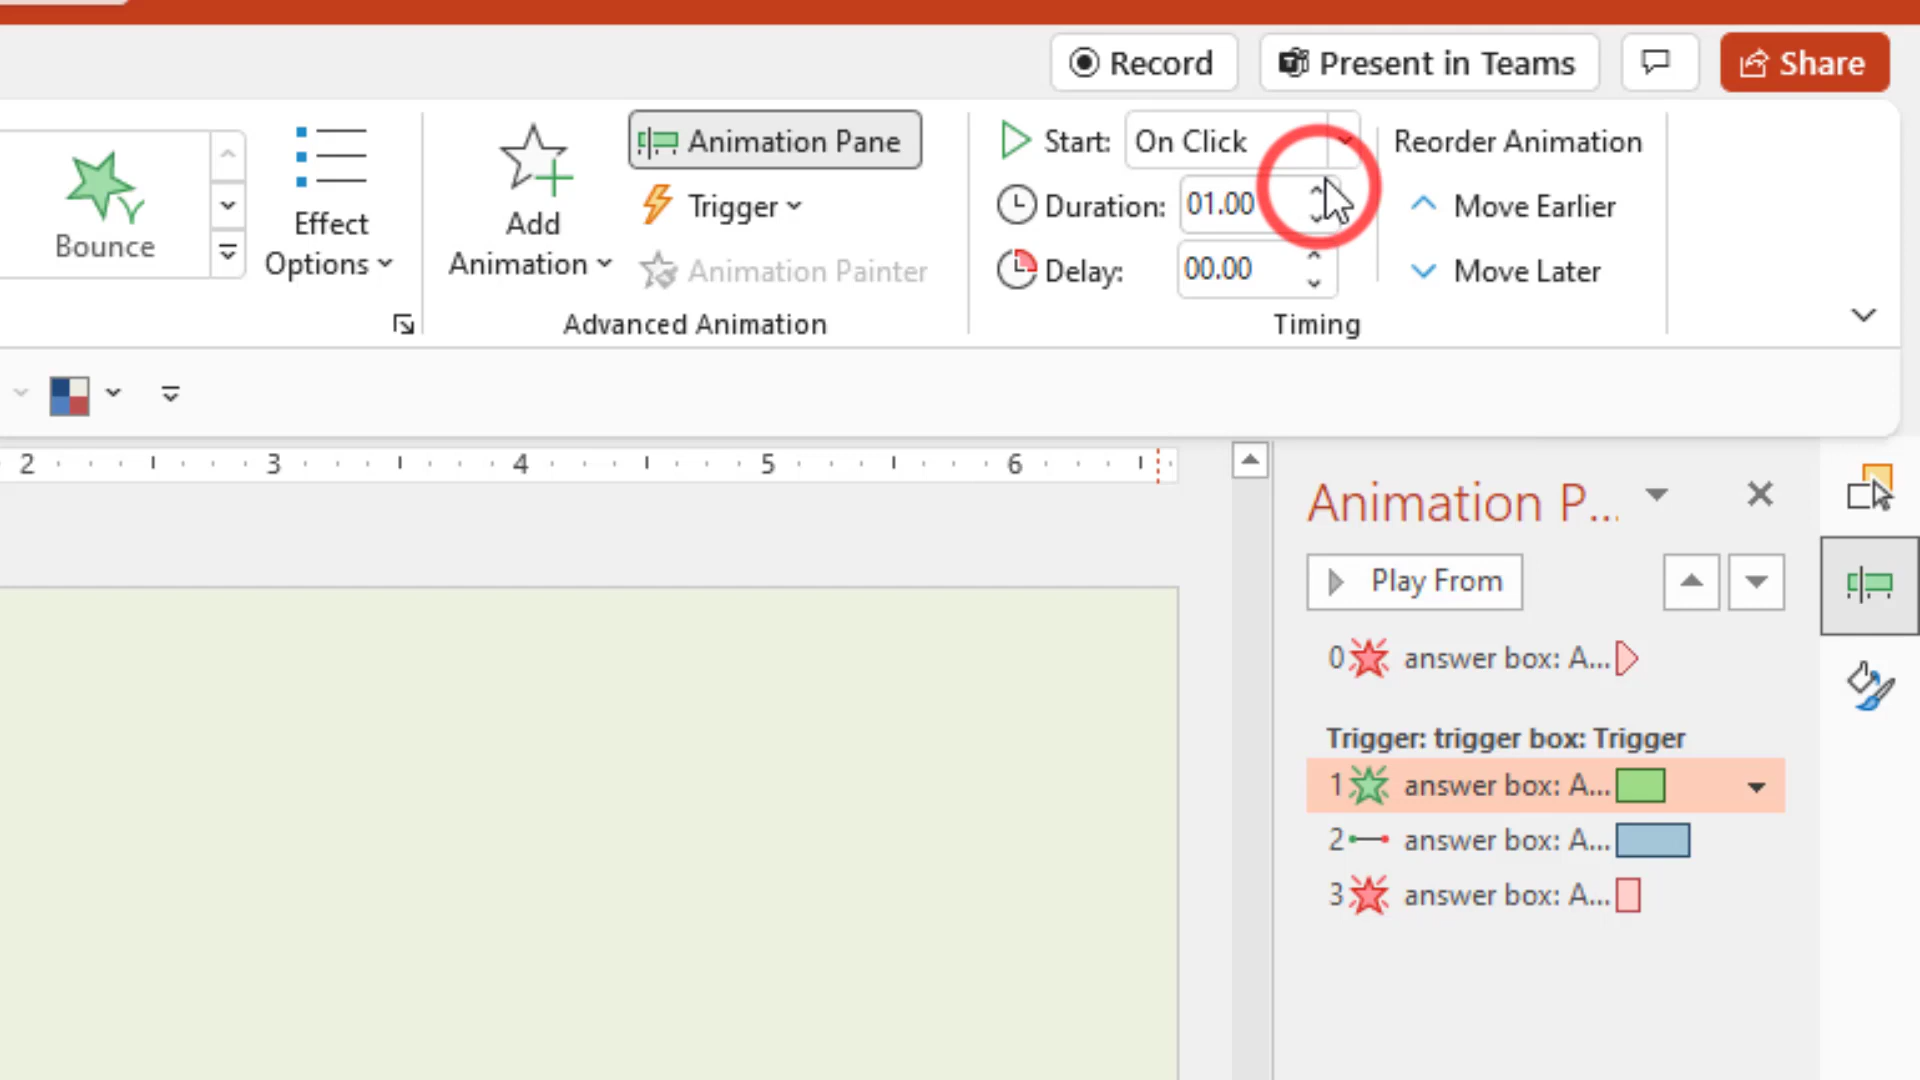 Record
Present in Teams
Share
Bounce
Effect
Options
Add
Animation
Animation Pane
Trigger
Animation Painter
Advanced Animation
Start: On Click
Duration: 01.00
Delay: 00.00
Reorder Animation
Move Earlier
Move Later
Timing
2 3 4 5 6
Animation P...
Play From
0 answer box: A...
Trigger: trigger box: Trigger
1 answer box: A...
2 answer box: A...
3 answer box: A...